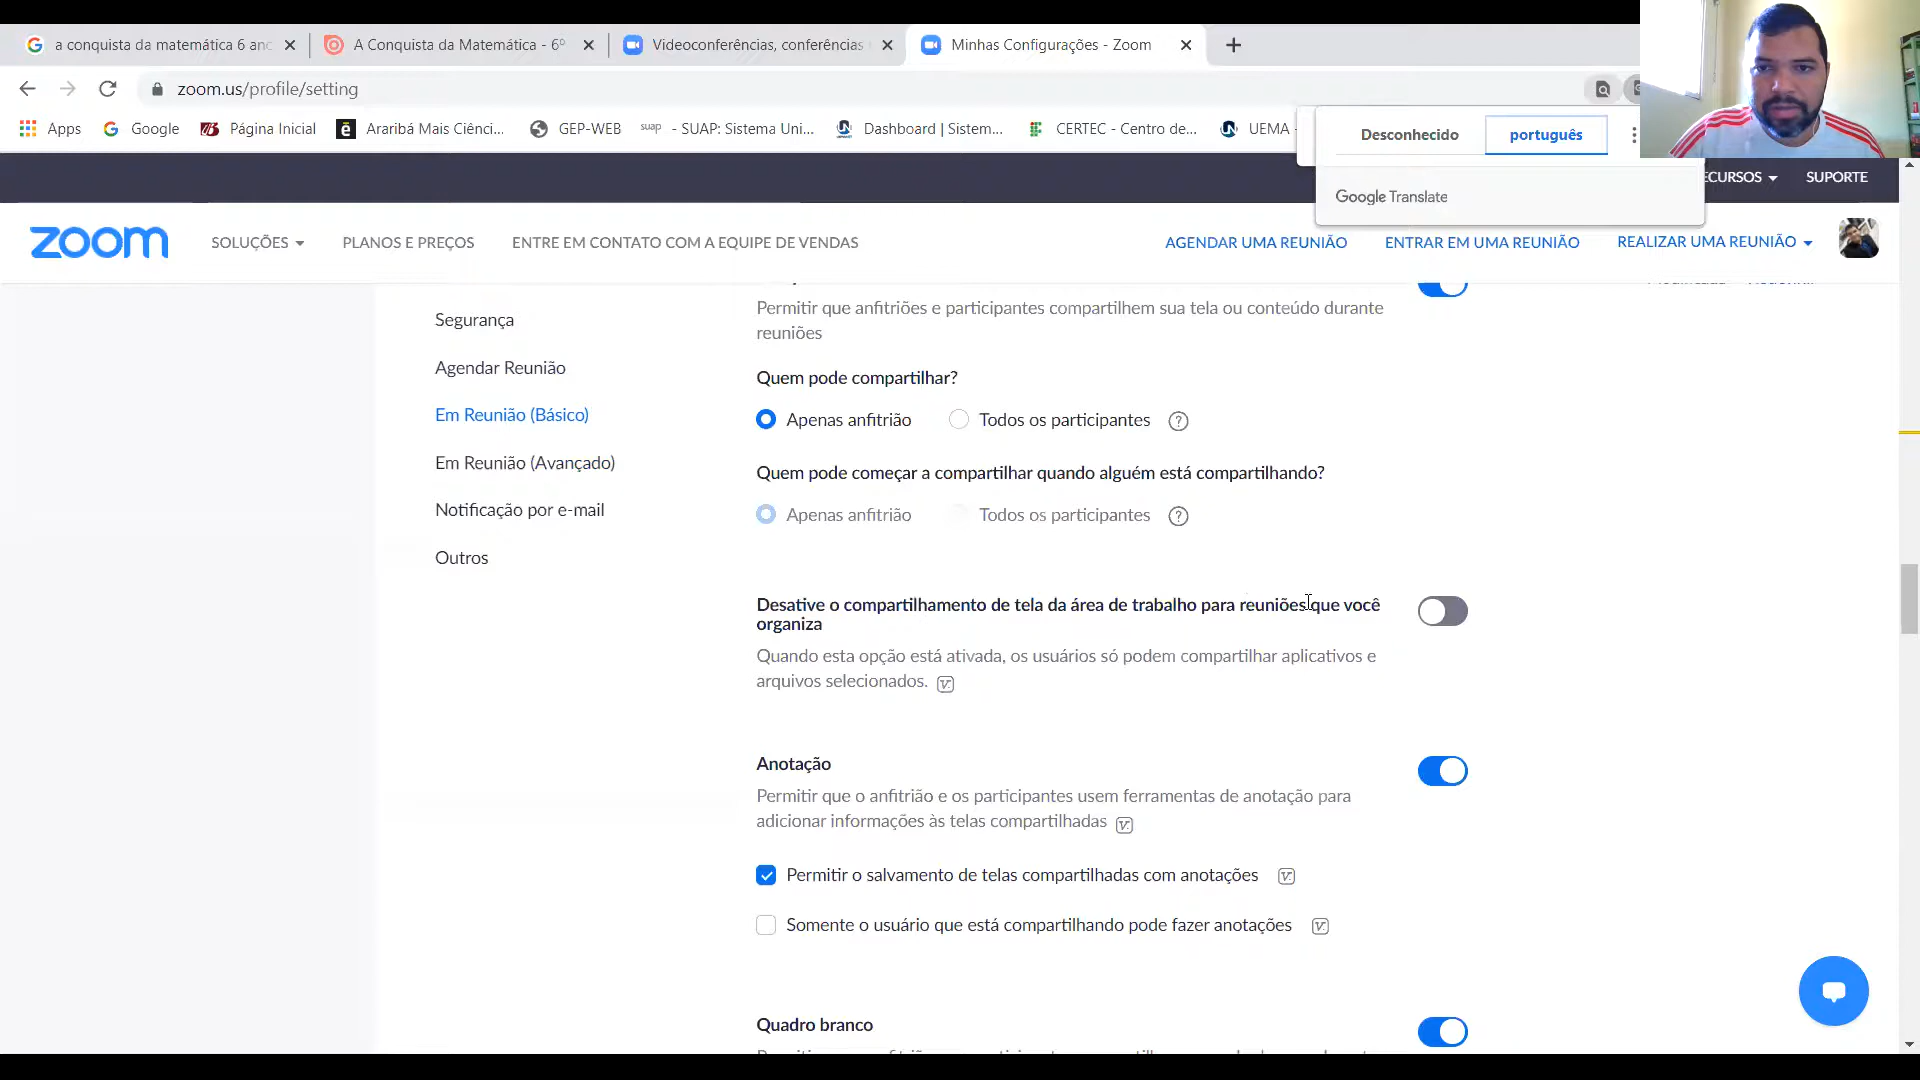 a conquista da matemática 6 ano
A Conquista da Matemática - 6º
Videoconferências, conferências
Minhas Configurações - Zoom
zoom.us/profile/setting
Apps
Google
Página Inicial
Araribá Mais Ciênci...
GEP-WEB
suap - SUAP: Sistema Uni...
Dashboard | Sistem...
CERTEC - Centro de...
UEMA -
Desconhecido
português
Google Translate
ECURSOS
SUPORTE
zoom
SOLUÇÕES
PLANOS E PREÇOS
ENTRE EM CONTATO COM A EQUIPE DE VENDAS
AGENDAR UMA REUNIÃO
ENTRAR EM UMA REUNIÃO
REALIZAR UMA REUNIÃO
Segurança
Agendar Reunião
Em Reunião (Básico)
Em Reunião (Avançado)
Notificação por e-mail
Outros
Permitir que anfitriões e participantes compartilhem sua tela ou conteúdo durante
reuniões
Quem pode compartilhar?
Apenas anfitrião
Todos os participantes
Quem pode começar a compartilhar quando alguém está compartilhando?
Apenas anfitrião
Todos os participantes
Desative o compartilhamento de tela da área de trabalho para reuniões que você
organiza
Quando esta opção está ativada, os usuários só podem compartilhar aplicativos e
arquivos selecionados.
Anotação
Permitir que o anfitrião e os participantes usem ferramentas de anotação para
adicionar informações às telas compartilhadas
Permitir o salvamento de telas compartilhadas com anotações
Somente o usuário que está compartilhando pode fazer anotações
Quadro branco